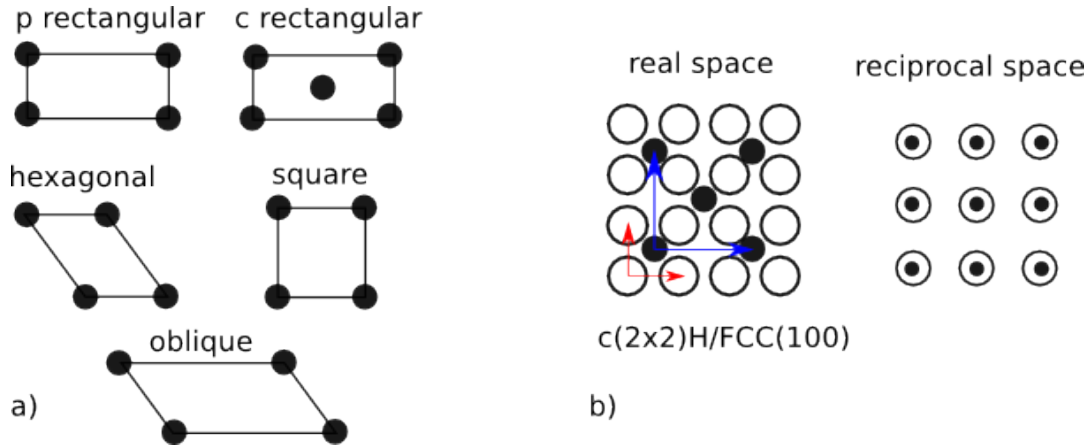 p rectangular
c rectangular
hexagonal
square
oblique
a)
real space
reciprocal space
c(2x2)H/FCC(100)
b)